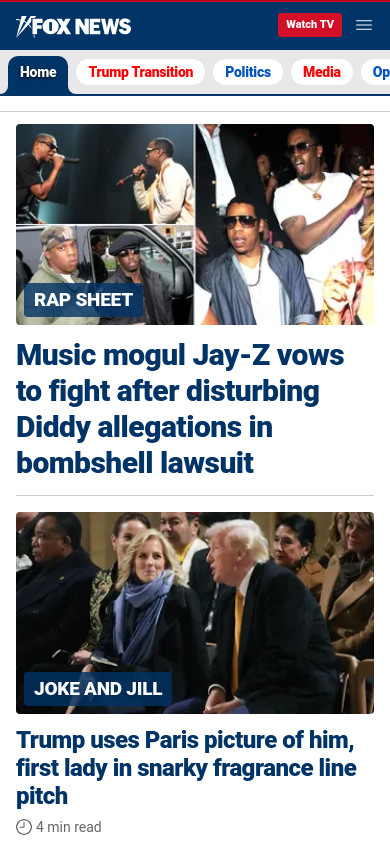 FOX NEWS
Watch TV
Home
Trump Transition
Politics
Media
Op
RAP SHEET
Music mogul Jay-Z vows
to fight after disturbing
Diddy allegations in
bombshell lawsuit
JOKE AND JILL
Trump uses Paris picture of him,
first lady in snarky fragrance line
pitch
4 min read